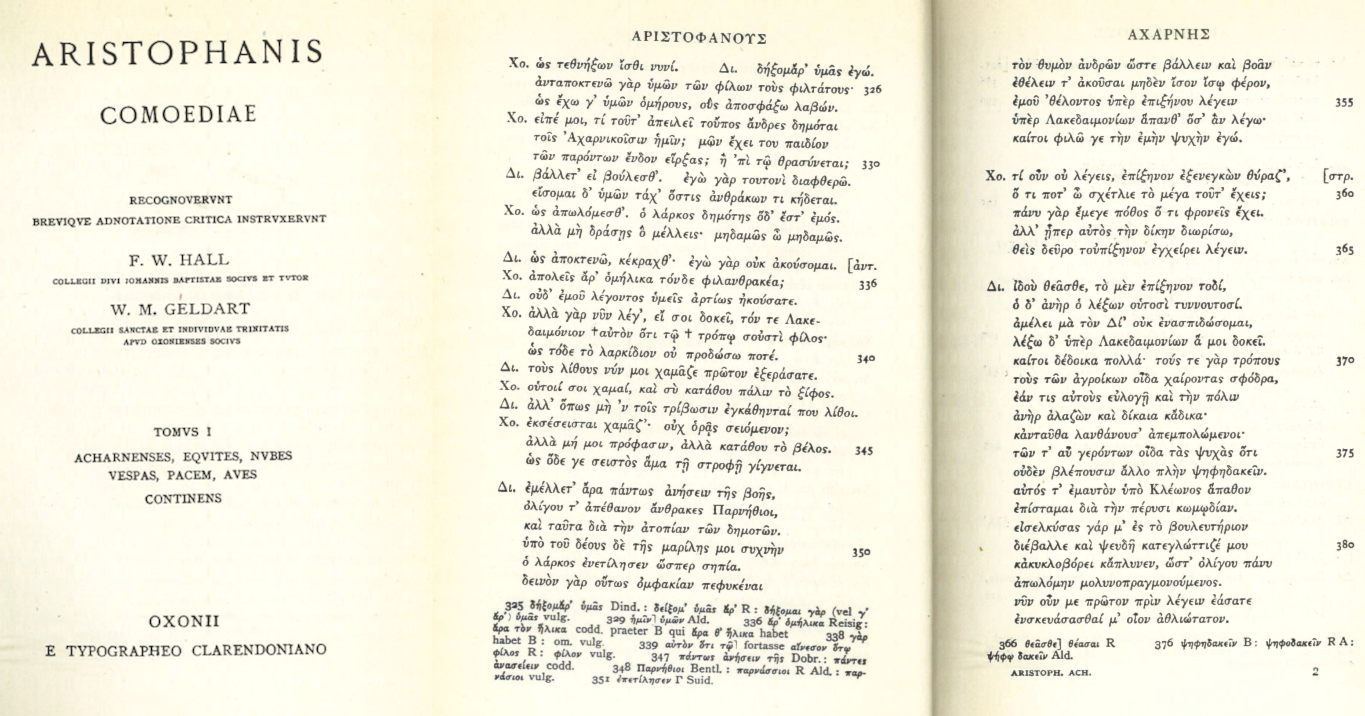 ARISTOPHANIS
COMOEDIAE
RECOGNOVERVNT
BREVIQVE ADNOTATIONE CRITICA INSTRVXERVNT
F. W. HALL
COLLEGII DIVI IOHANNIS BAPTISTAE SOCIVS ET TVTOR
W. M. GELDART
COLLEGII SANCTAE ET INDIVIDVAE TRINITATIS
APVD OXONIENSES SOCIVS
TOMVS I
ACHARNENSES, EQVITES, NVBES
VESPAS, PACEM, AVES
CONTINENS
OXONII
E TYPOGRAPHEO CLARENDONIANO
ΑΡΙΣΤΟΦΑΝΟΥΣ
Χο. ὡς τεθνήξων ἴσθι νυνί. Δι. δήξομἄρ' ὑμᾶς ἐγώ.
ἀνταποκτενῶ γὰρ ὑμῶν τῶν φίλων τοὺς φιλτάτους· 326
ὡς ἔχω γ' ὑμῶν ὁμήρους, οὓς ἀποσφάξω λαβών.
Χο. εἰπέ μοι, τί τοῦτ' ἀπειλεῖ τοὔπος ἄνδρες δημόται
τοῖς Ἀχαρνικοῖσιν ἡμῖν; μῶν ἔχει του παιδίον
τῶν παρόντων ἔνδον εἵρξας; ἢ 'πὶ τῷ θρασύνεται; 330
Δι. βάλλετ' εἰ βούλεσθ'. ἐγὼ γὰρ τουτονὶ διαφθερῶ.
εἴσομαι δ' ὑμῶν τάχ' ὅστις ἀνθράκων τι κήδεται.
Χο. ὡς ἀπωλόμεσθ'. ὁ λάρκος δημότης ὅδ' ἔστ' ἐμός.
ἀλλὰ μὴ δράσῃς ὃ μέλλεις· μηδαμῶς ὦ μηδαμῶς.
Δι. ὡς ἀποκτενῶ, κέκραχθ'· ἐγὼ γὰρ οὐκ ἀκούσομαι. [ἀντ.
Χο. ἀπολεῖς ἄρ' ὁμήλικα τόνδε φιλανθρακέα; 336
Δι. οὐδ' ἐμοῦ λέγοντος ὑμεῖς ἀρτίως ἠκούσατε.
Χο. ἀλλὰ γὰρ νῦν λέγ', εἴ σοι δοκεῖ, τόν τε Λακε-
δαιμόνιον †αὐτὸν ὅτι τῷ † τρόπῳ σοὐστὶ φίλος·
ὡς τόδε τὸ λαρκίδιον οὐ προδώσω ποτέ. 340
Δι. τοὺς λίθους νύν μοι χαμᾶζε πρῶτον ἐξεράσατε.
Χο. οὑτοιί σοι χαμαί, καὶ σὺ κατάθου πάλιν τὸ ξίφος.
Δι. ἀλλ' ὅπως μὴ 'ν τοῖς τρίβωσιν ἐγκάθηνταί που λίθοι.
Χο. ἐκσέσεισται χαμᾶζ'· οὐχ ὁρᾷς σειόμενον;
ἀλλὰ μή μοι πρόφασιν, ἀλλὰ κατάθου τὸ βέλος. 345
ὡς ὅδε γε σειστὸς ἅμα τῇ στροφῇ γίγνεται.
Δι. ἐμέλλετ' ἄρα πάντως ἀνήσειν τῆς βοῆς,
ὀλίγου τ' ἀπέθανον ἄνθρακες Παρνήθιοι,
καὶ ταῦτα διὰ τὴν ἀτοπίαν τῶν δημοτῶν.
ὑπὸ τοῦ δέους δὲ τῆς μαρίλης μοι συχνὴν 350
ὁ λάρκος ἐνετίλησεν ὥσπερ σηπία.
δεινὸν γὰρ οὕτως ὀμφακίαν πεφυκέναι
325 δήξομἄρ' ὑμᾶς Dind. : δείξομ' ὑμᾶς ἄρ' R : δήξομαι γὰρ (vel γ'
ἄρ') ὑμᾶς vulg. 329 ἡμῖν] ὑμῶν Ald. 336 ἄρ' ὁμήλικα Reisig:
ἄρα τὸν ἥλικα codd. praeter B qui ἄρα θ' ἥλικα habet 338 γὰρ
habet B : om. vulg. 339 αὐτὸν ὅτι τῷ] fortasse αἴνεσον ὅτῳ
φίλος R : φίλον vulg. 347 πάντως ἀνήσειν τῆς Dobr. : πάντες
ἀνασείειν codd. 348 Παρνήθιοι Bentl. : παρνάσσιοι R Ald. : παρ-
νάσιοι vulg. 351 ἐπετίλησεν Γ Suid.
ΑΧΑΡΝΗΣ
τὸν θυμὸν ἀνδρῶν ὥστε βάλλειν καὶ βοᾶν
ἐθέλειν τ' ἀκοῦσαι μηδὲν ἴσον ἴσῳ φέρον,
ἐμοῦ 'θέλοντος ὑπὲρ ἐπιξήνου λέγειν 355
ὑπὲρ Λακεδαιμονίων ἅπανθ' ὅσ' ἂν λέγω·
καίτοι φιλῶ γε τὴν ἐμὴν ψυχὴν ἐγώ.
Χο. τί οὖν οὐ λέγεις, ἐπίξηνον ἐξενεγκὼν θύραζ', [στρ.
ὅ τι ποτ' ὦ σχέτλιε τὸ μέγα τοῦτ' ἔχεις; 360
πάνυ γὰρ ἔμεγε πόθος ὅ τι φρονεῖς ἔχει.
ἀλλ' ᾗπερ αὐτὸς τὴν δίκην διωρίσω,
θεὶς δεῦρο τοὐπίξηνον ἐγχείρει λέγειν. 365
Δι. ἰδοὺ θεᾶσθε, τὸ μὲν ἐπίξηνον τοδί,
ὁ δ' ἀνὴρ ὁ λέξων οὑτοσὶ τυννουτοσί.
ἀμέλει μὰ τὸν Δί' οὐκ ἐνασπιδώσομαι,
λέξω δ' ὑπὲρ Λακεδαιμονίων ἅ μοι δοκεῖ.
καίτοι δέδοικα πολλά· τούς τε γὰρ τρόπους 370
τοὺς τῶν ἀγροίκων οἶδα χαίροντας σφόδρα,
ἐάν τις αὐτοὺς εὐλογῇ καὶ τὴν πόλιν
ἀνὴρ ἀλαζὼν καὶ δίκαια κἄδικα·
κἀνταῦθα λανθάνουσ' ἀπεμπολώμενοι·
τῶν τ' αὖ γερόντων οἶδα τὰς ψυχὰς ὅτι 375
οὐδὲν βλέπουσιν ἄλλο πλὴν ψηφηδακεῖν.
αὐτός τ' ἐμαυτὸν ὑπὸ Κλέωνος ἅπαθον
ἐπίσταμαι διὰ τὴν πέρυσι κωμῳδίαν.
εἰσελκύσας γάρ μ' ἐς τὸ βουλευτήριον
διέβαλλε καὶ ψευδῆ κατεγλώττιζέ μου 380
κἀκυκλοβόρει κἄπλυνεν, ὥστ' ὀλίγου πάνυ
ἀπωλόμην μολυνοπραγμονούμενος.
νῦν οὖν με πρῶτον πρὶν λέγειν ἐάσατε
ἐνσκευάσασθαί μ' οἷον ἀθλιώτατον.
366 θεᾶσθε] θέασαι R 376 ψηφηδακεῖν B : ψηφοδακεῖν R A :
ψήφῳ δακεῖν Ald.
ARISTOPH. ACH. 2